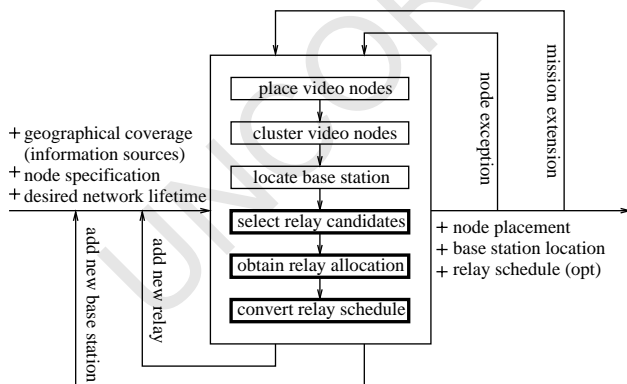 place video nodes
cluster video nodes
locate base station
select relay candidates
obtain relay allocation
convert relay schedule
+ geographical coverage
(information sources)
+ node specification
+ desired network lifetime
add new base station
add new relay
node exception
mission extension
+ node placement
+ base station location
+ relay schedule (opt)
UNCOR